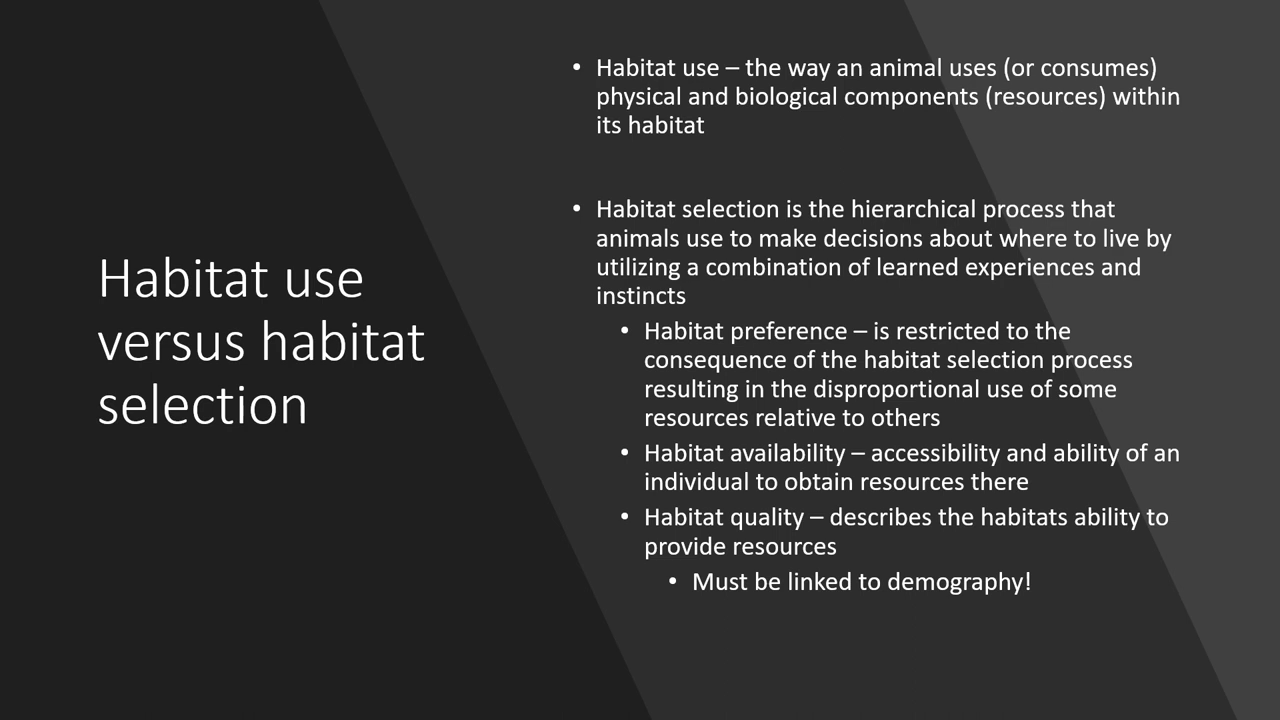 Habitat use
versus habitat
selection
• Habitat use – the way an animal uses (or consumes)
physical and biological components (resources) within
its habitat
• Habitat selection is the hierarchical process that
animals use to make decisions about where to live by
utilizing a combination of learned experiences and
instincts
• Habitat preference – is restricted to the
consequence of the habitat selection process
resulting in the disproportional use of some
resources relative to others
• Habitat availability – accessibility and ability of an
individual to obtain resources there
• Habitat quality – describes the habitats ability to
provide resources
• Must be linked to demography!